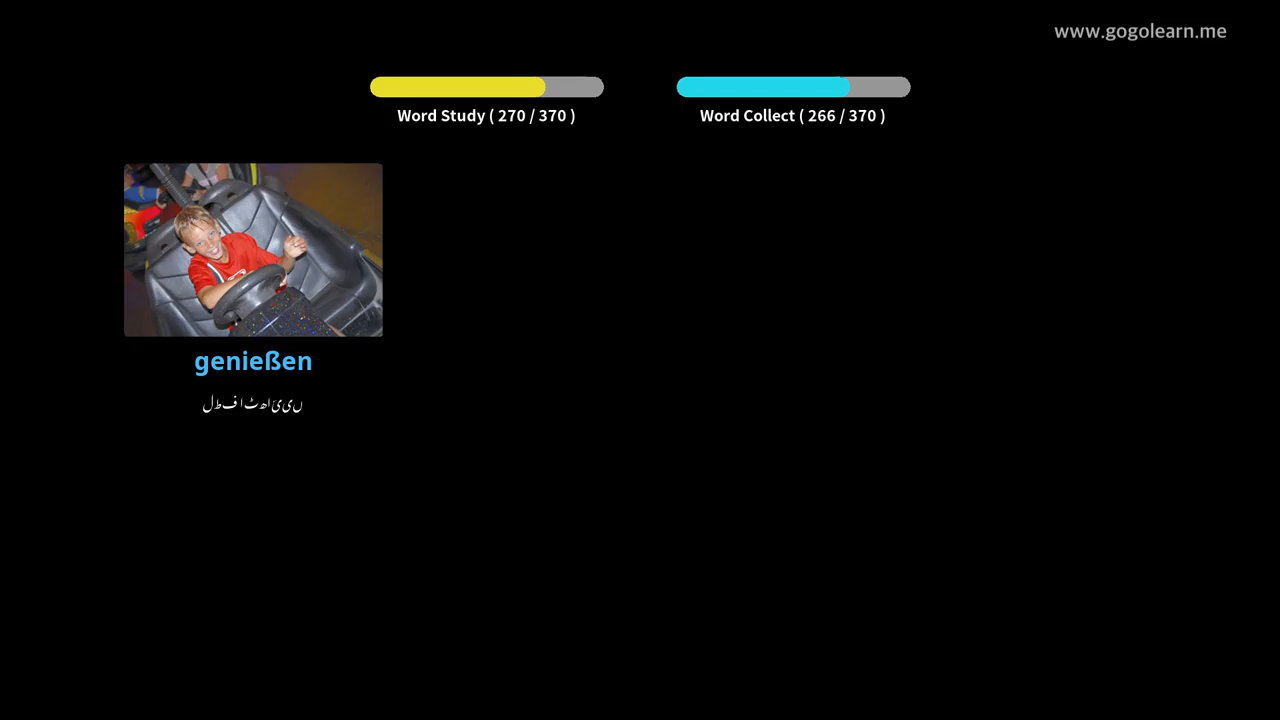 www.gogolearn.me
Word Study ( 270 / 370 )
Word Collect ( 266 / 370 )
genießen
لطف اٹھائیں